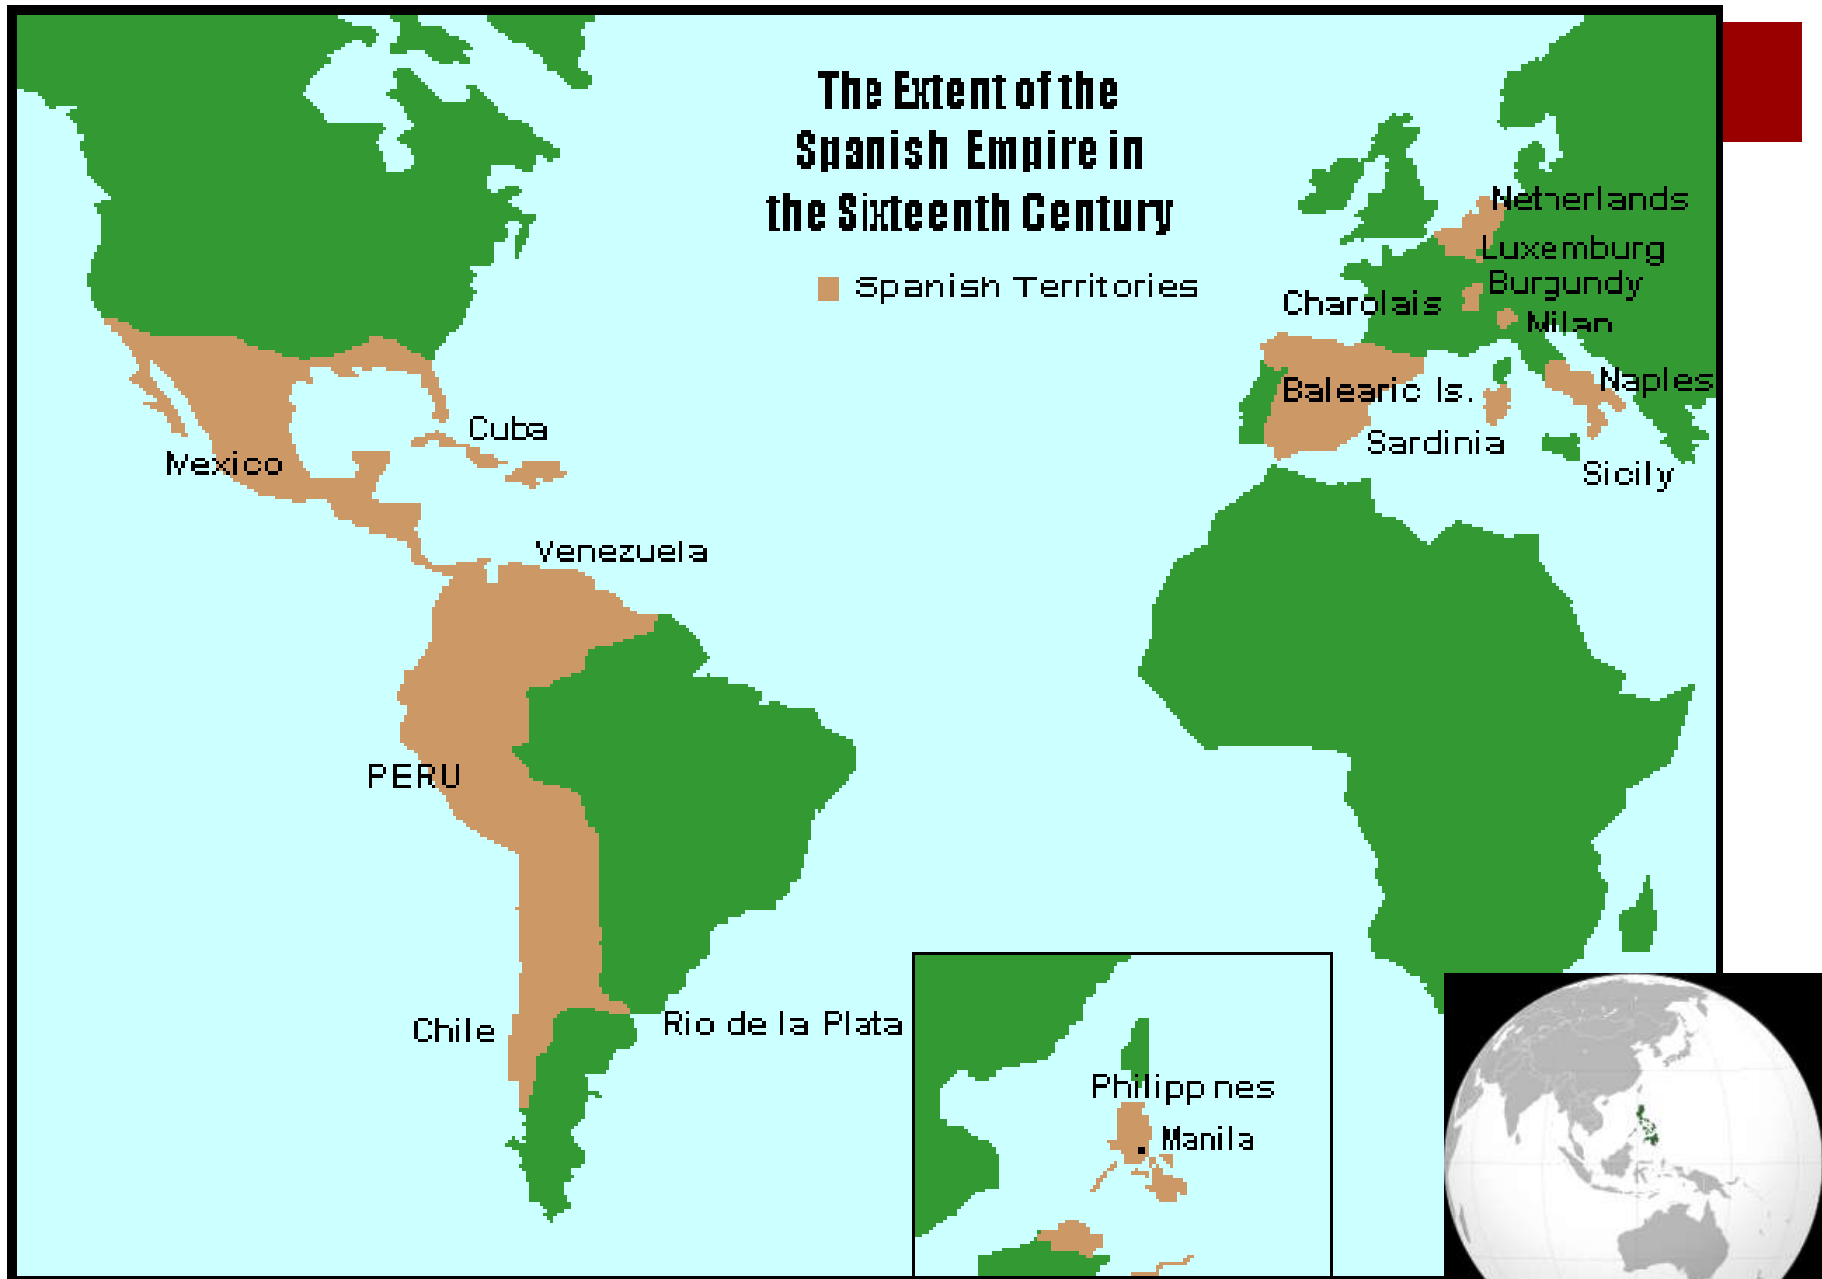 The Extent of the
Spanish Empire in
the Sixteenth Century
Spanish Territories
Netherlands
Luxemburg
Burgundy
Charolais
Milan
Naples
Balearic Is.
Sardinia
Sicily
Cuba
Mexico
Venezuela
PERU
Chile
Rio de la Plata
Philippines
Manila